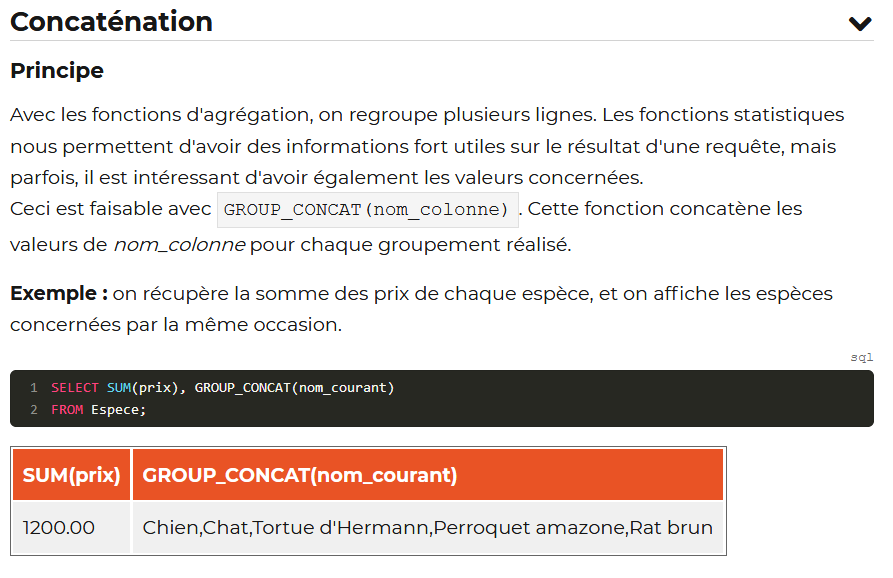 Concaténation
Principe
Avec les fonctions d'agrégation, on regroupe plusieurs lignes. Les fonctions statistiques
nous permettent d'avoir des informations fort utiles sur le résultat d'une requête, mais
parfois, il est intéressant d'avoir également les valeurs concernées.
Ceci est faisable avec GROUP_CONCAT(nom_colonne) . Cette fonction concatène les
valeurs de nom_colonne pour chaque groupement réalisé.
Exemple : on récupère la somme des prix de chaque espèce, et on affiche les espèces
concernées par la même occasion.
sql
1 SELECT SUM(prix), GROUP_CONCAT(nom_courant)
2 FROM Espece;
SUM(prix) GROUP_CONCAT(nom_courant)
1200.00 Chien,Chat,Tortue d'Hermann,Perroquet amazone,Rat brun